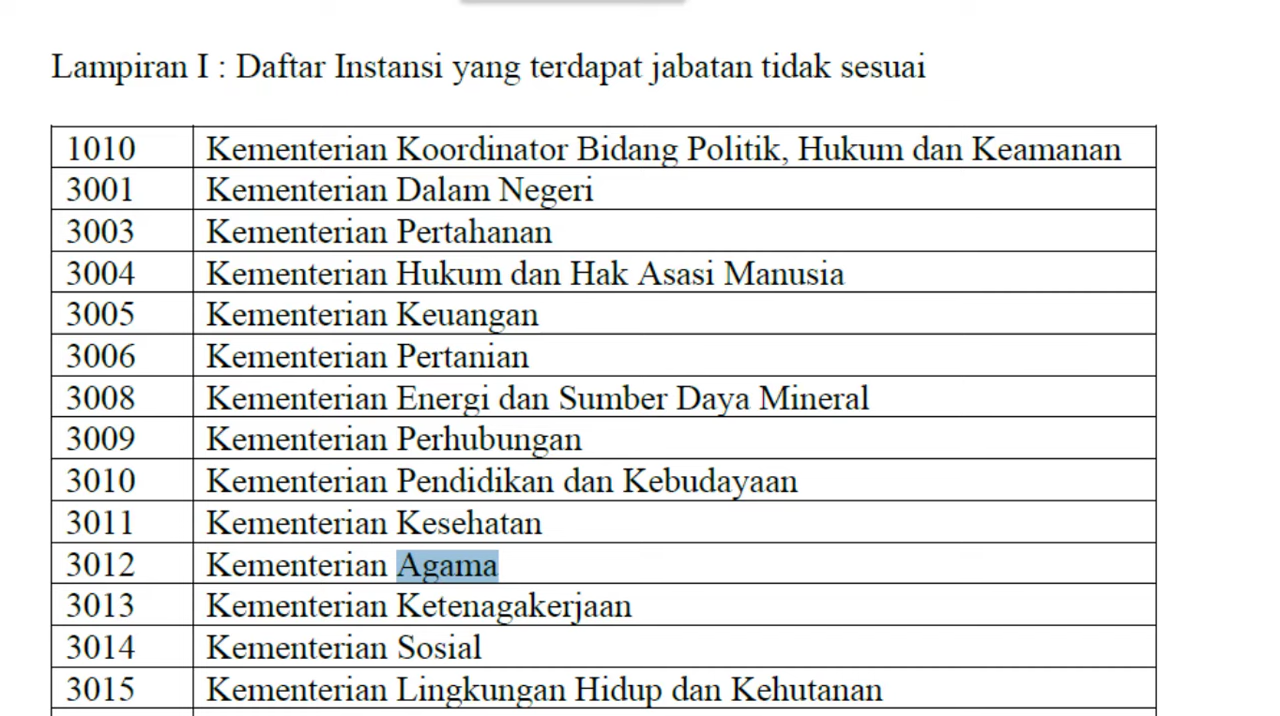 Lampiran I : Daftar Instansi yang terdapat jabatan tidak sesuai
1010 Kementerian Koordinator Bidang Politik, Hukum dan Keamanan
3001 Kementerian Dalam Negeri
3003 Kementerian Pertahanan
3004 Kementerian Hukum dan Hak Asasi Manusia
3005 Kementerian Keuangan
3006 Kementerian Pertanian
3008 Kementerian Energi dan Sumber Daya Mineral
3009 Kementerian Perhubungan
3010 Kementerian Pendidikan dan Kebudayaan
3011 Kementerian Kesehatan
3012 Kementerian Agama
3013 Kementerian Ketenagakerjaan
3014 Kementerian Sosial
3015 Kementerian Lingkungan Hidup dan Kehutanan